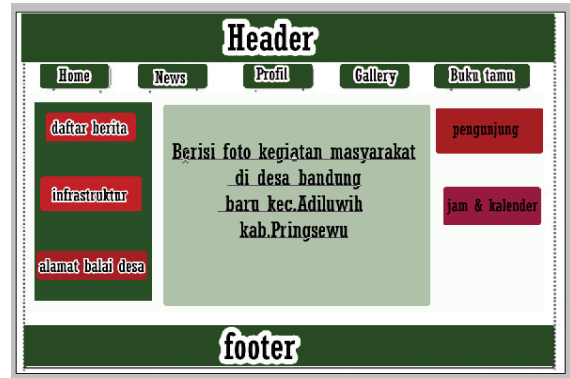 Header
Home
News
Profil
Gallery
Buku tamu
daftar berita
infrastruktur
alamat balai desa
Berisi foto kegiatan masyarakat
di desa bandung
baru kec.Adiluwih
kab.Pringsewu
pengunjung
jam & kalender
footer